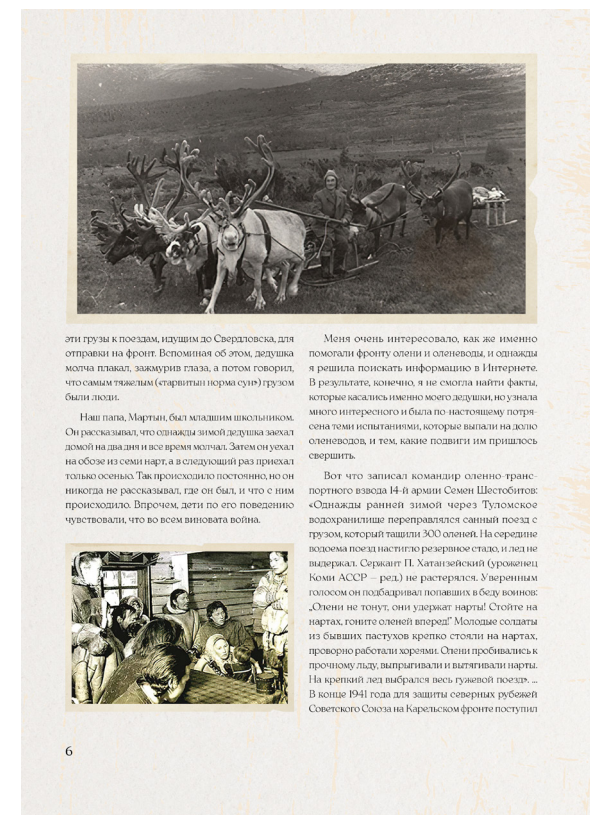 эти грузы к поездам, идущим до Свердловска, для
отправки на фронт. Вспоминая об этом, дедушка
молча плакал, зажмурив глаза, а потом говорил,
что самым тяжелым («тарвитын норма сун») грузом
были люди.
Наш папа, Мартын, был младшим школьником.
Он рассказывал, что однажды зимой дедушка заехал
домой на два дня и все время молчал. Затем он уехал
на обозе из семи нарт, а в следующий раз приехал
только осенью. Так происходило постоянно, но он
никогда не рассказывал, где он был, и что с ним
происходило. Впрочем, дети по его поведению
чувствовали, что во всем виновата война.
Меня очень интересовало, как же именно
помогали фронту олени и оленеводы, и однажды
я решила поискать информацию в Интернете.
В результате, конечно, я не смогла найти факты,
которые касались именно моего дедушки, но узнала
много интересного и была по-настоящему потря-
сена теми испытаниями, которые выпали на долю
оленеводов, и тем, какие подвиги им пришлось
свершить.
Вот что записал командир оленно-транс-
портного взвода 14-й армии Семен Шестобитов:
«Однажды ранней зимой через Туломское
водохранилище переправлялся санный поезд с
грузом, который тащили 300 оленей. На середине
водоема поезд настигло резервное стадо, и лед не
выдержал. Сержант П. Хатанзейский (уроженец
Коми АССР – ред.) не растерялся. Уверенным
голосом он подбадривал попавших в беду воинов:
„Олени не тонут, они удержат нарты! Стойте на
нартах, гоните оленей вперед!" Молодые солдаты
из бывших пастухов крепко стояли на нартах,
проворно работали хореями. Олени пробивались к
прочному льду, выпрыгивали и вытягивали нарты.
На крепкий лед выбрался весь гужевой поезд». ...
В конце 1941 года для защиты северных рубежей
Советского Союза на Карельском фронте поступил
6